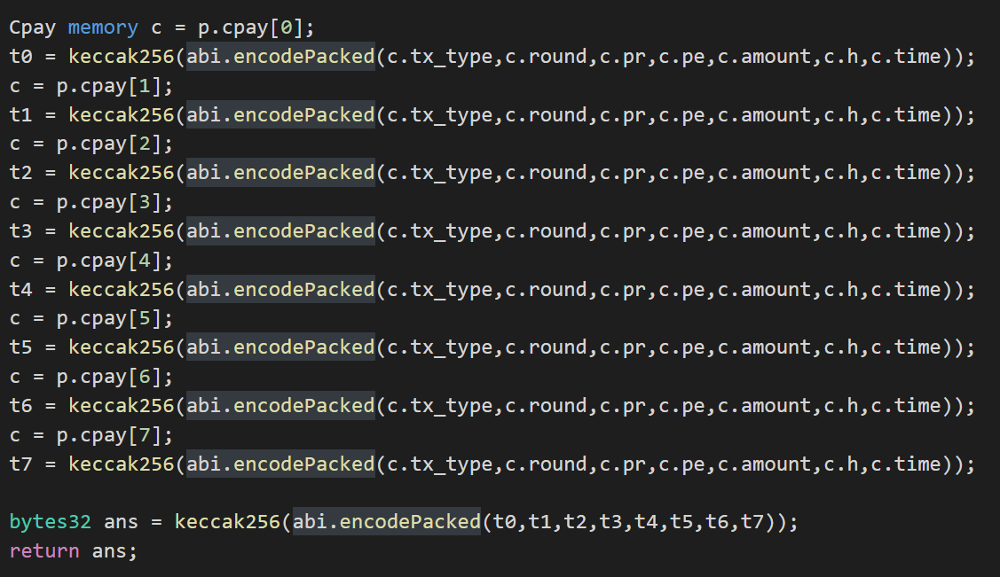 Cpay memory c = p.cpay[0];
t0 = keccak256(abi.encodePacked(c.tx_type,c.round,c.pr,c.pe,c.amount,c.h,c.time));
c = p.cpay[1];
t1 = keccak256(abi.encodePacked(c.tx_type,c.round,c.pr,c.pe,c.amount,c.h,c.time));
c = p.cpay[2];
t2 = keccak256(abi.encodePacked(c.tx_type,c.round,c.pr,c.pe,c.amount,c.h,c.time));
c = p.cpay[3];
t3 = keccak256(abi.encodePacked(c.tx_type,c.round,c.pr,c.pe,c.amount,c.h,c.time));
c = p.cpay[4];
t4 = keccak256(abi.encodePacked(c.tx_type,c.round,c.pr,c.pe,c.amount,c.h,c.time));
c = p.cpay[5];
t5 = keccak256(abi.encodePacked(c.tx_type,c.round,c.pr,c.pe,c.amount,c.h,c.time));
c = p.cpay[6];
t6 = keccak256(abi.encodePacked(c.tx_type,c.round,c.pr,c.pe,c.amount,c.h,c.time));
c = p.cpay[7];
t7 = keccak256(abi.encodePacked(c.tx_type,c.round,c.pr,c.pe,c.amount,c.h,c.time));
bytes32 ans = keccak256(abi.encodePacked(t0,t1,t2,t3,t4,t5,t6,t7));
return ans;